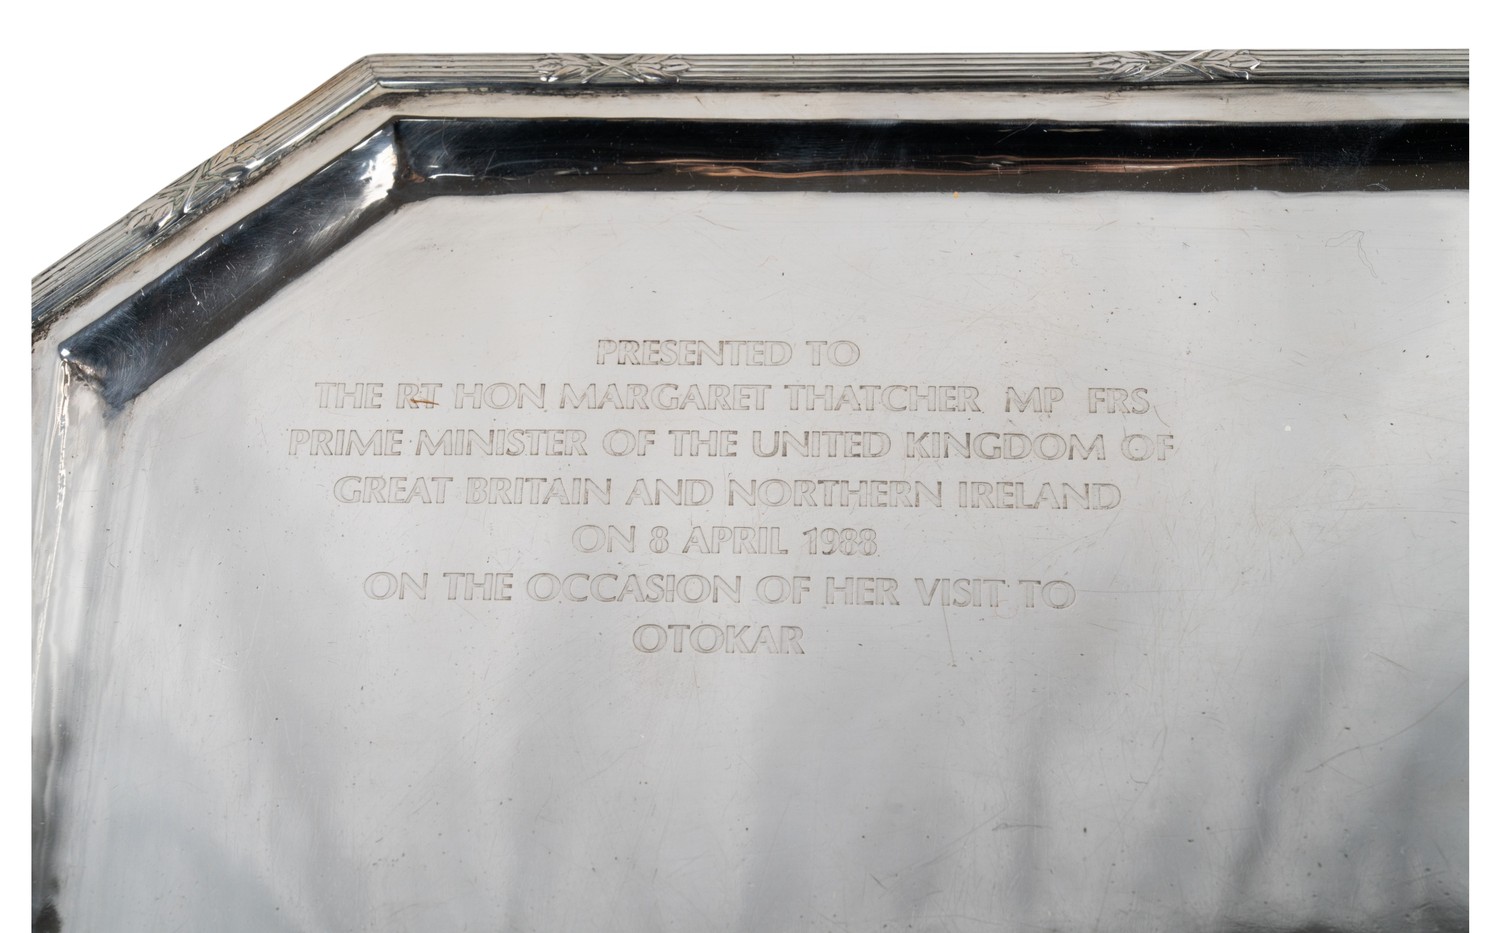 PRESENTED TO
THE RT HON MARGARET THATCHER MP FRS
PRIME MINISTER OF THE UNITED KINGDOM OF
GREAT BRITAIN AND NORTHERN IRELAND
ON 8 APRIL 1988
ON THE OCCASION OF HER VISIT TO
OTOKAR